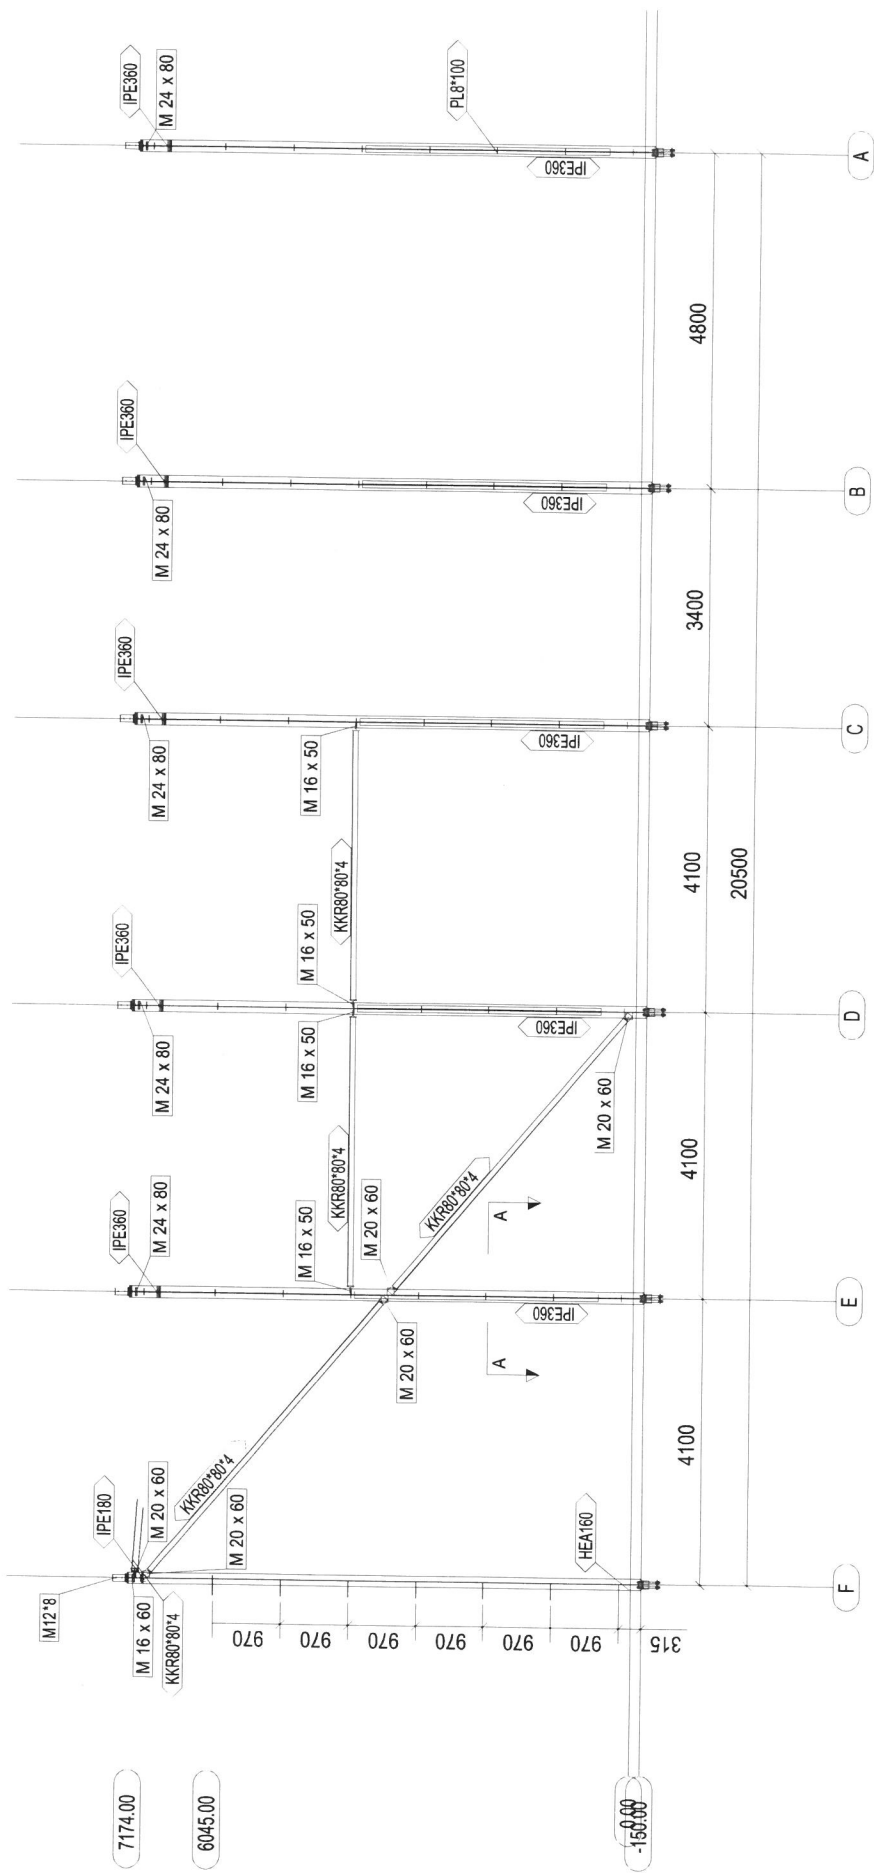 7174.00
6045.00
0.00
-150.00
M12*8
M 16 x 60
KKR80*80*4
IPE180
M 20 x 60
M 20 x 60
KKR80*80*4
HEA160
970
970
970
970
970
970
315
IPE360
M 24 x 80
M 16 x 50
M 20 x 60
M 20 x 60
KKR80*80*4
KKR80*80*4
IPE360
A
A
IPE360
M 24 x 80
M 16 x 50
M 16 x 50
IPE360
M 20 x 60
KKR80*80*4
IPE360
M 24 x 80
M 16 x 50
IPE360
IPE360
M 24 x 80
IPE360
IPE360
M 24 x 80
PL8*100
IPE360
4100
4100
4100
3400
4800
20500
F
E
D
C
B
A